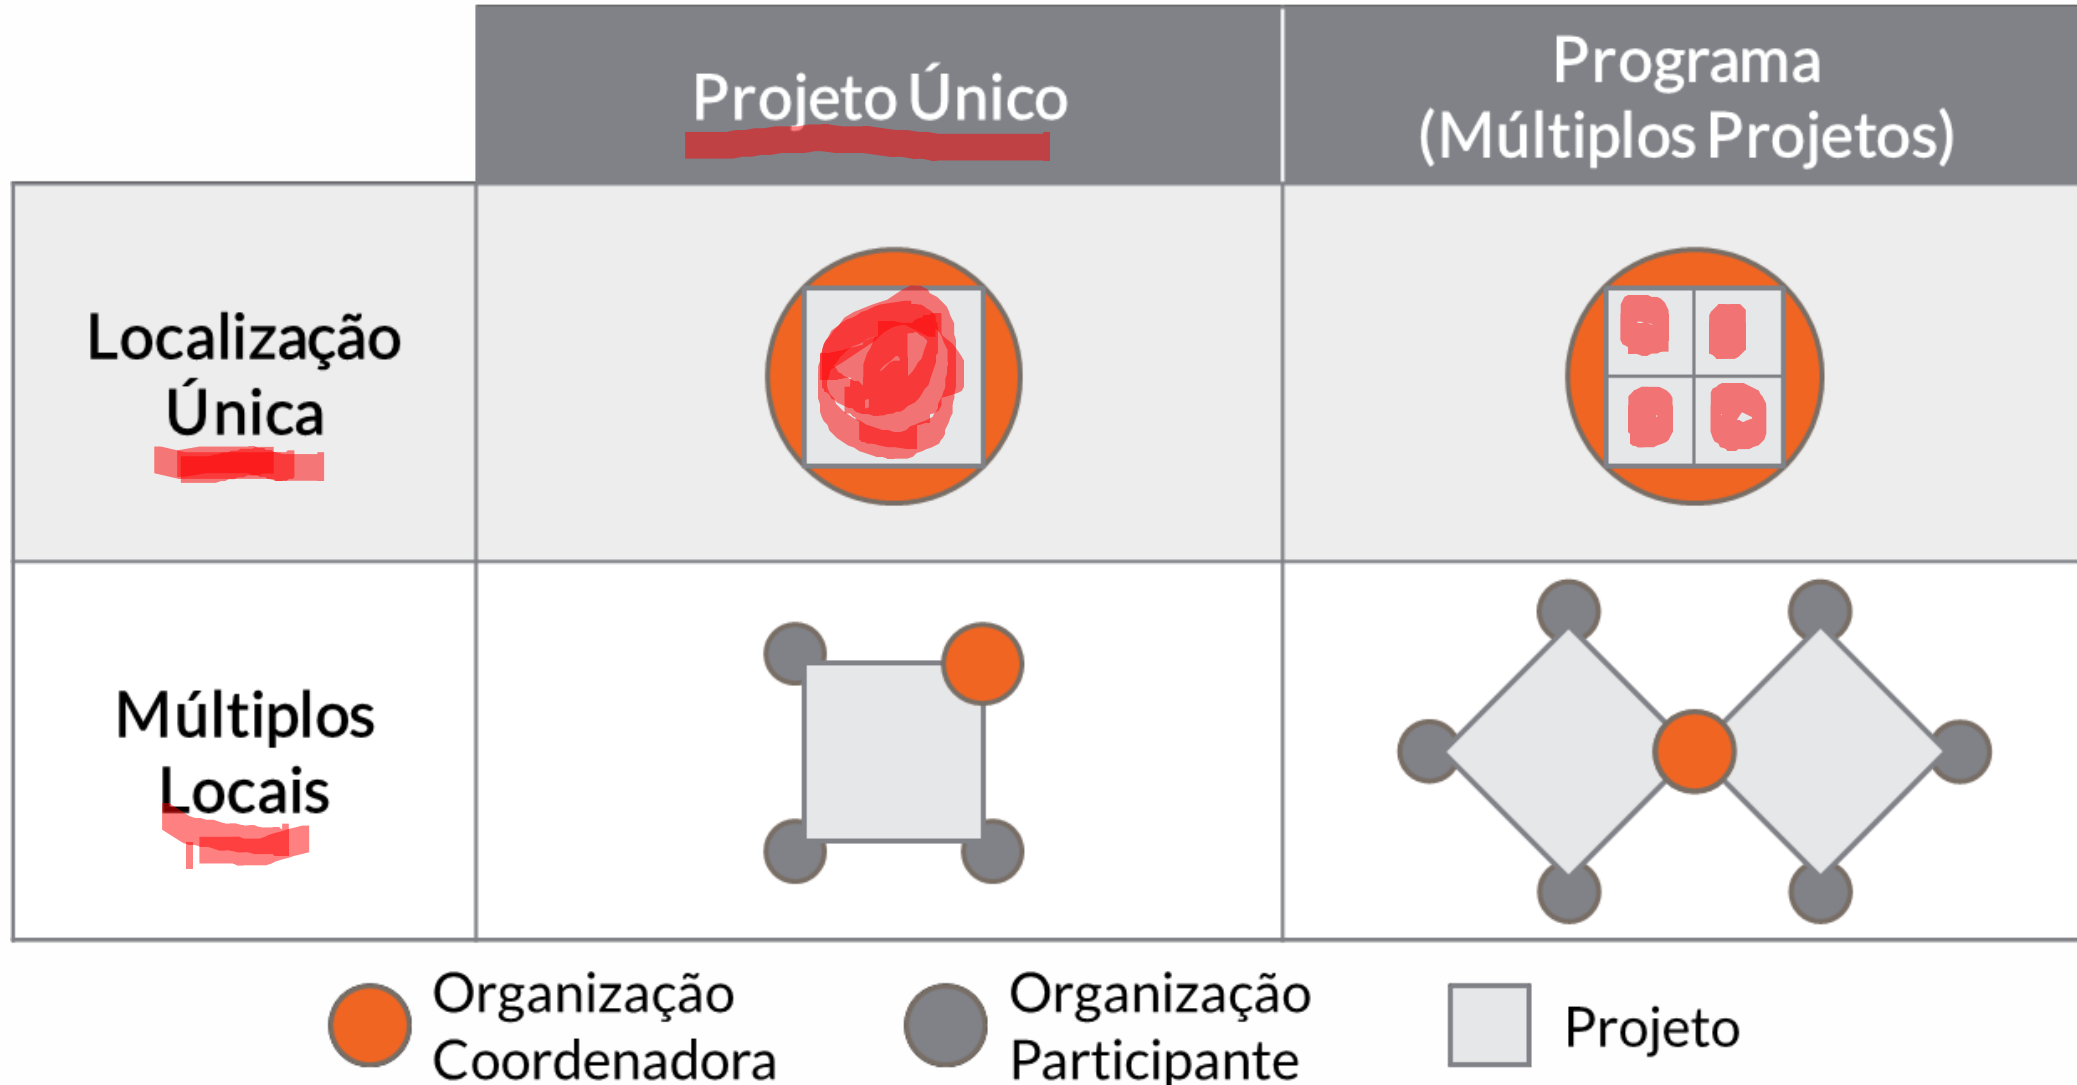 Projeto Único
Programa
(Múltiplos Projetos)
Localização
Única
Múltiplos
Locais
Organização
Coordenadora
Organização
Participante
Projeto